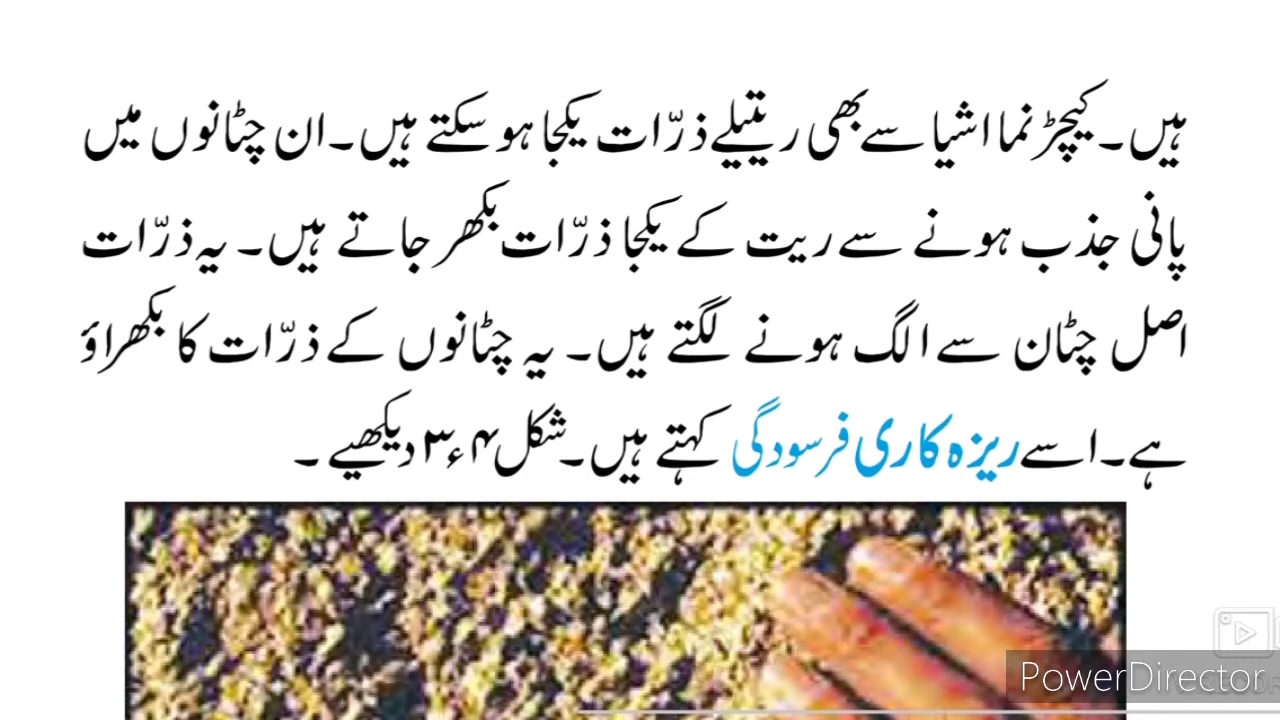 ہیں۔ کیچڑ نما اشیا سے بھی ریتیلے ذرّات یکجا ہو سکتے ہیں۔ ان چٹانوں میں
پانی جذب ہونے سے ریت کے یکجا ذرّات بکھر جاتے ہیں۔ یہ ذرّات
اصل چٹان سے الگ ہونے لگتے ہیں۔ یہ چٹانوں کے ذرّات کا بکھراؤ
ہے۔ اسے ریزہ کاری فرسودگی کہتے ہیں۔ شکل ۴ء۳ دیکھیے۔
PowerDirector